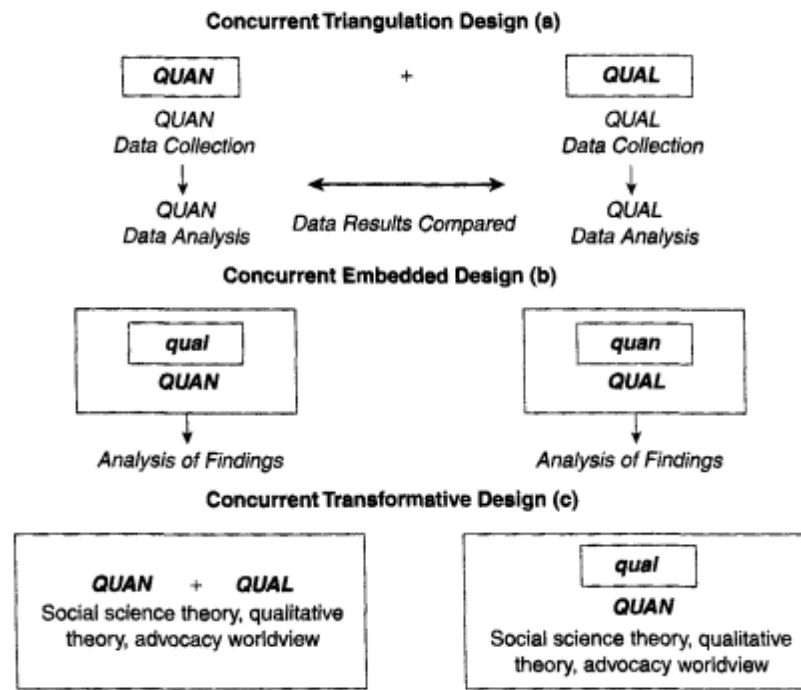 Concurrent Triangulation Design (a)
QUAN + QUAL
QUAN QUAL
Data Collection Data Collection
QUAN QUAL
Data Analysis Data Results Compared Data Analysis
Concurrent Embedded Design (b)
qual quan
QUAN QUAL
Analysis of Findings Analysis of Findings
Concurrent Transformative Design (c)
QUAN + QUAL
Social science theory, qualitative
theory, advocacy worldview
qual
QUAN
Social science theory, qualitative
theory, advocacy worldview